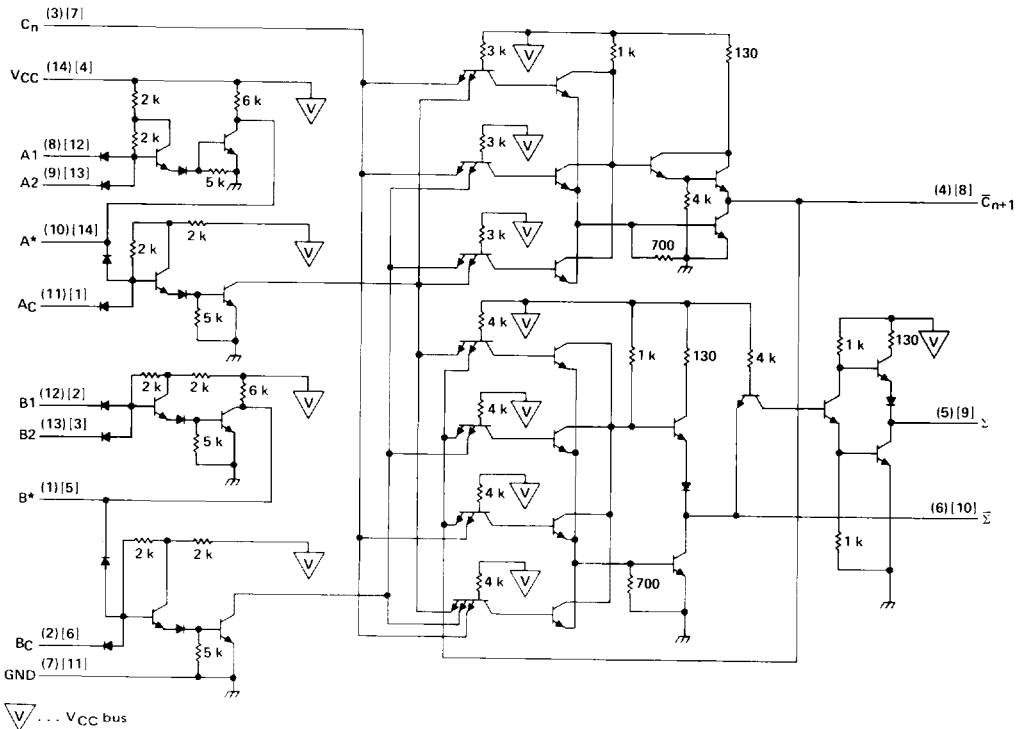 Cn (3)[7]
VCC (14)[4]
2 k
6 k
V
A1 (8)[12]
2 k
A2 (9)[13]
5 k
A* (10)[14]
2 k
2 k
V
AC (11)[1]
5 k
B1 (12)[2]
2 k
2 k
6 k
V
B2 (13)[3]
5 k
B* (1)[5]
2 k
2 k
V
BC (2)[6]
5 k
GND (7)[11]
V ... VCC bus
3 k
V
1 k
130
3 k
V
4 k
(4)[8] C̅n+1
3 k
V
700
4 k
V
1 k
130
4 k
1 k
130
V
4 k
V
(5)[9] Σ
4 k
V
(6)[10] Σ̅
1 k
4 k
V
700